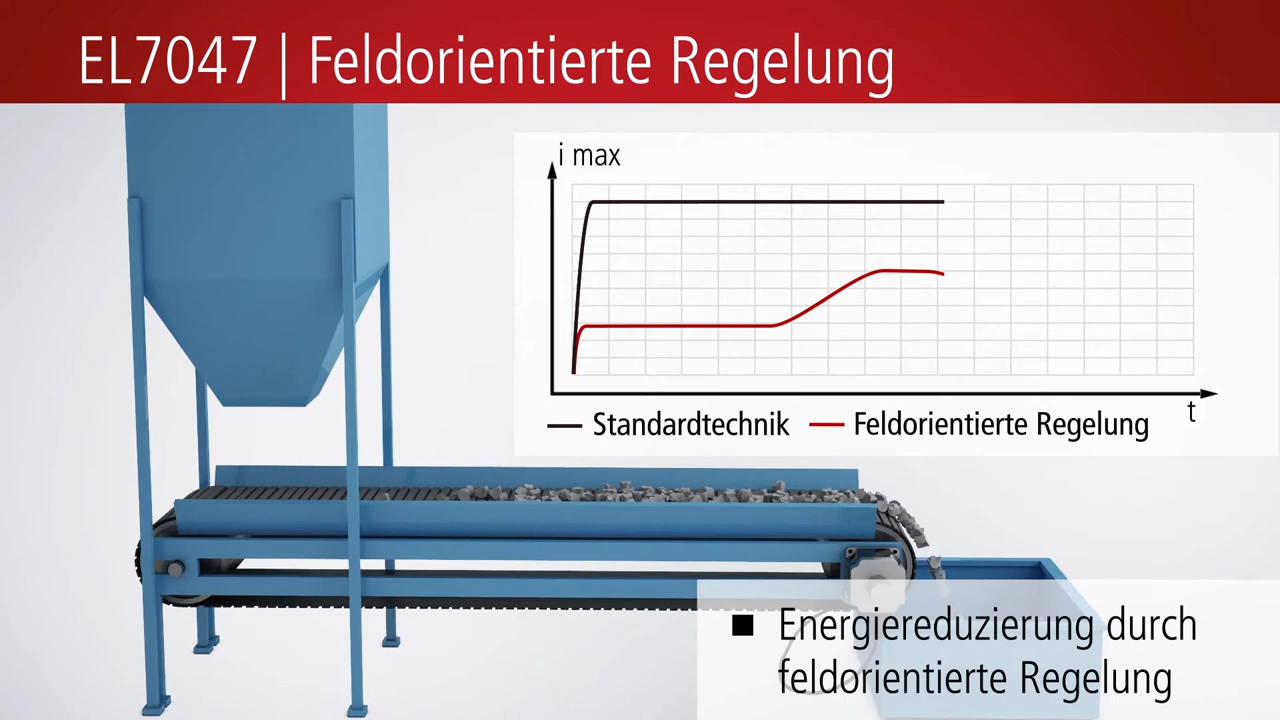 EL7047 | Feldorientierte Regelung
i max
t
Standardtechnik
Feldorientierte Regelung
Energiereduzierung durch
feldorientierte Regelung